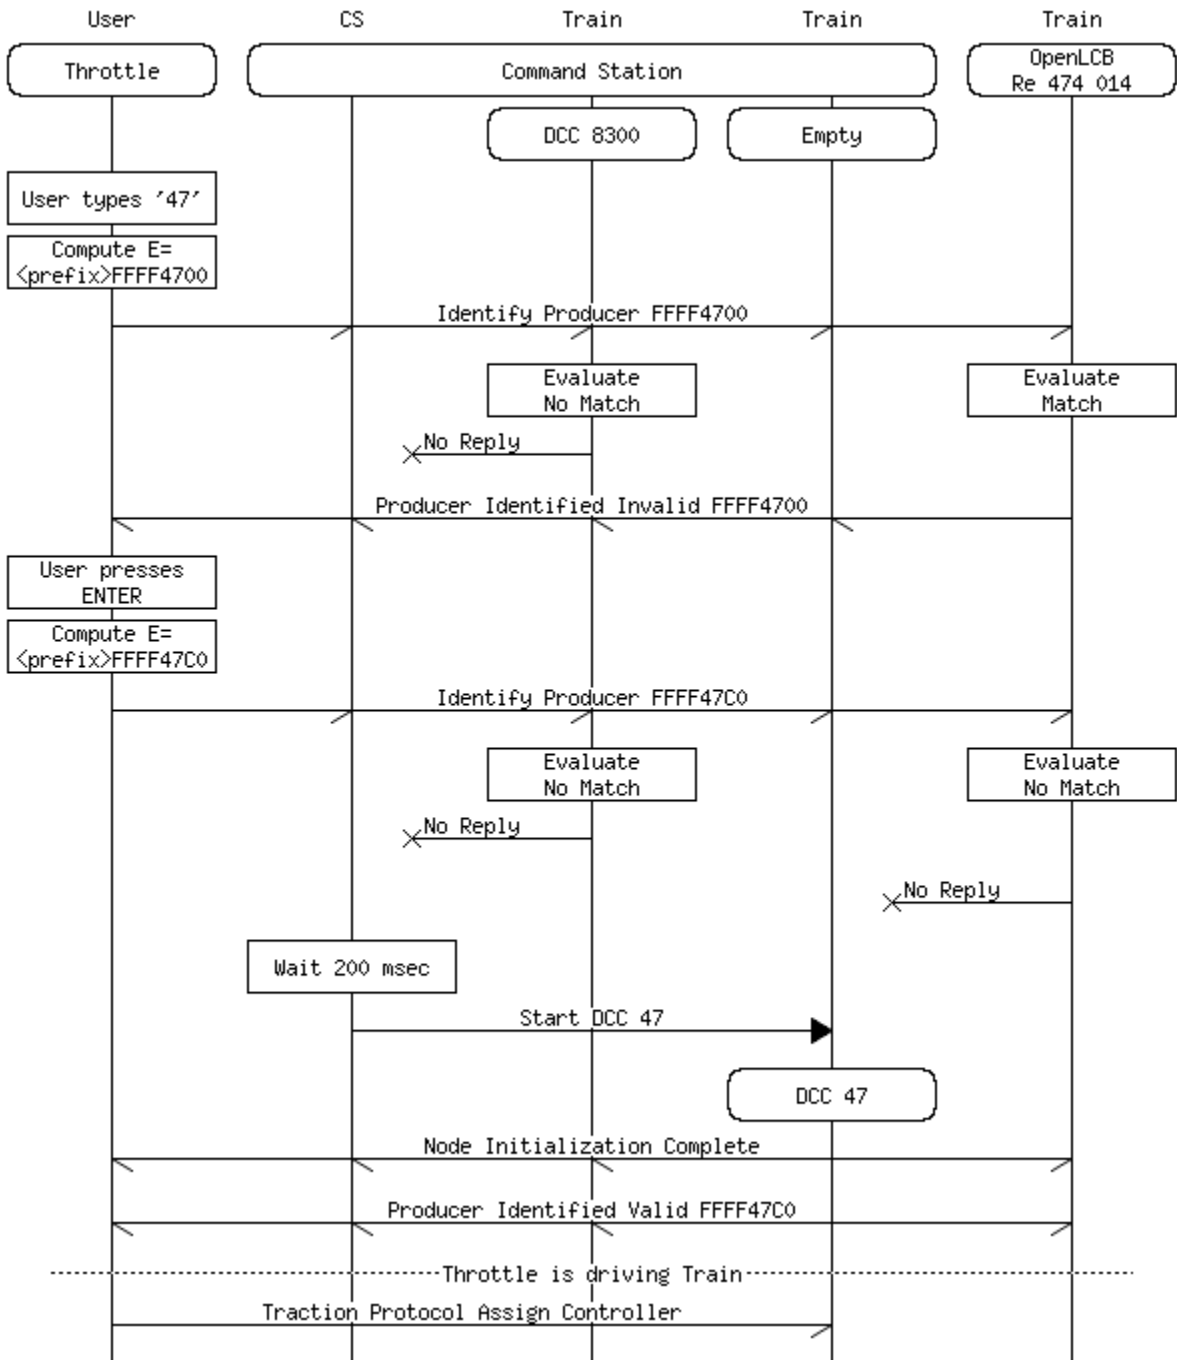 User CS Train Train Train
Throttle Command Station OpenLCB
Re 474 014
DCC 8300 Empty
User types '47'
Compute E=
<prefix>FFFF4700
Identify Producer FFFF4700
Evaluate Evaluate
No Match Match
No Reply
Producer Identified Invalid FFFF4700
User presses
ENTER
Compute E=
<prefix>FFFF47C0
Identify Producer FFFF47C0
Evaluate Evaluate
No Match No Match
No Reply
No Reply
Wait 200 msec
Start DCC 47
DCC 47
Node Initialization Complete
Producer Identified Valid FFFF47C0
Throttle is driving Train
Traction Protocol Assign Controller